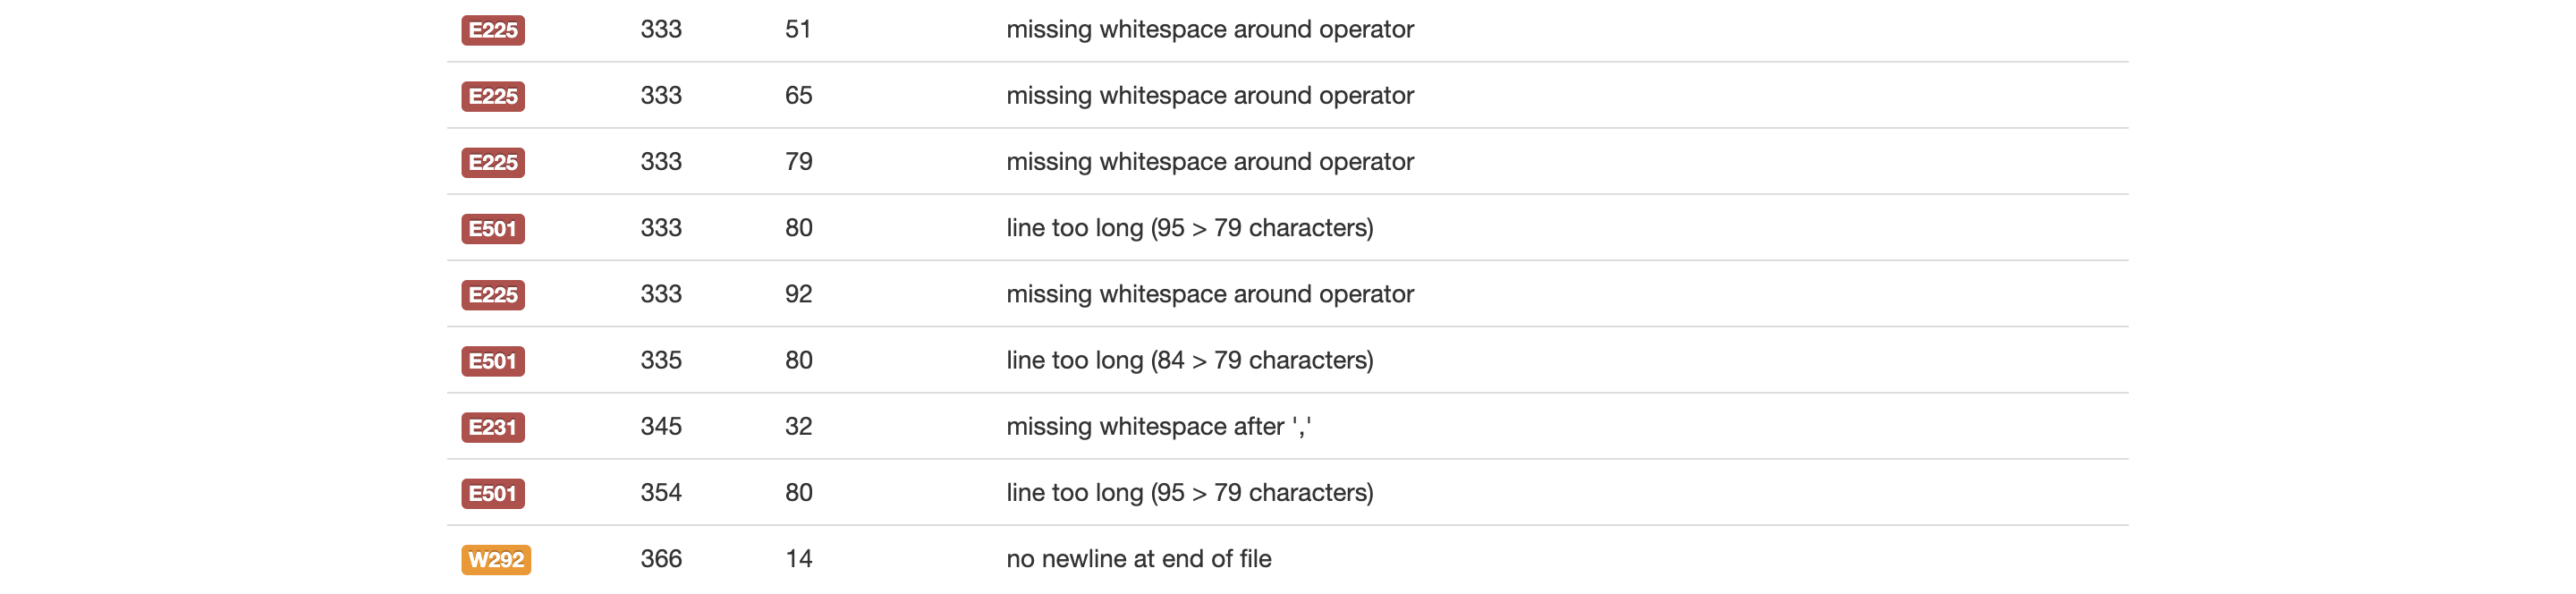 E225 333 51 missing whitespace around operator
E225 333 65 missing whitespace around operator
E225 333 79 missing whitespace around operator
E501 333 80 line too long (95 > 79 characters)
E225 333 92 missing whitespace around operator
E501 335 80 line too long (84 > 79 characters)
E231 345 32 missing whitespace after ','
E501 354 80 line too long (95 > 79 characters)
W292 366 14 no newline at end of file